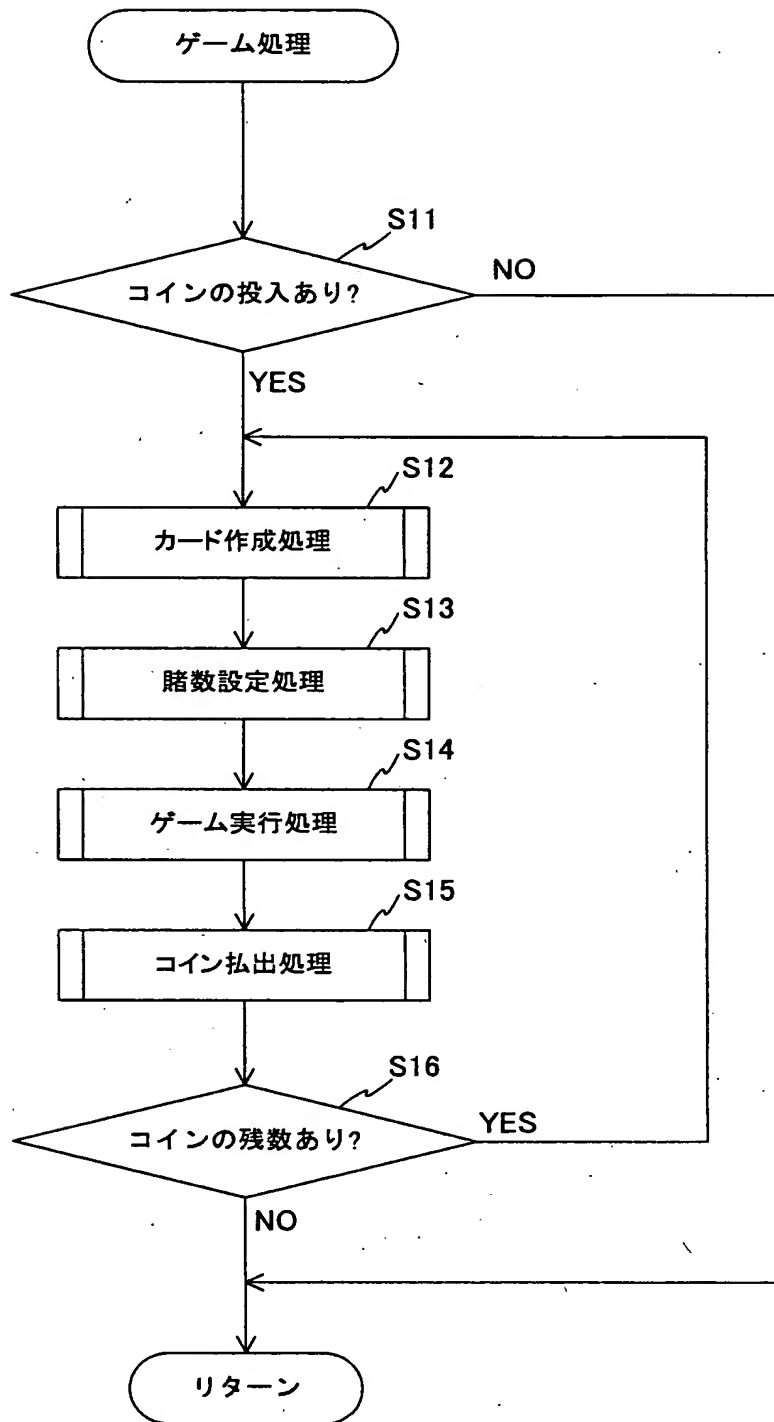 ゲーム処理
S11
コインの投入あり?
NO
YES
S12
カード作成処理
S13
賭数設定処理
S14
ゲーム実行処理
S15
コイン払出処理
S16
コインの残数あり?
YES
NO
リターン